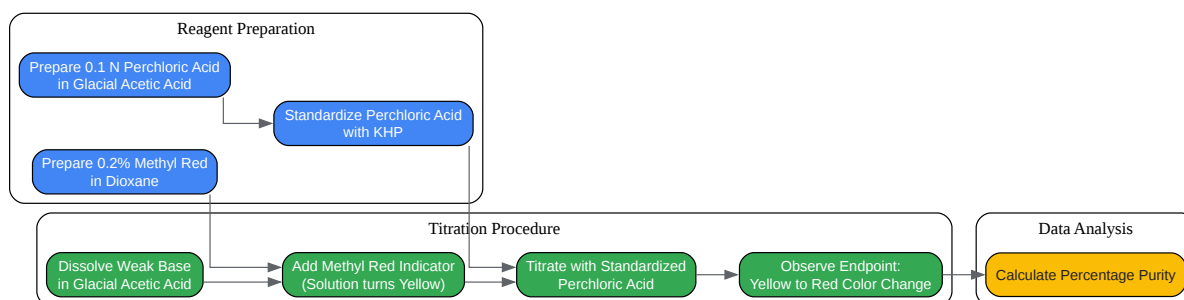 Reagent Preparation
Prepare 0.1 N Perchloric Acid
in Glacial Acetic Acid
Standardize Perchloric Acid
with KHP
Prepare 0.2% Methyl Red
in Dioxane
Titration Procedure
Dissolve Weak Base
in Glacial Acetic Acid
Add Methyl Red Indicator
(Solution turns Yellow)
Titrate with Standardized
Perchloric Acid
Observe Endpoint:
Yellow to Red Color Change
Data Analysis
Calculate Percentage Purity